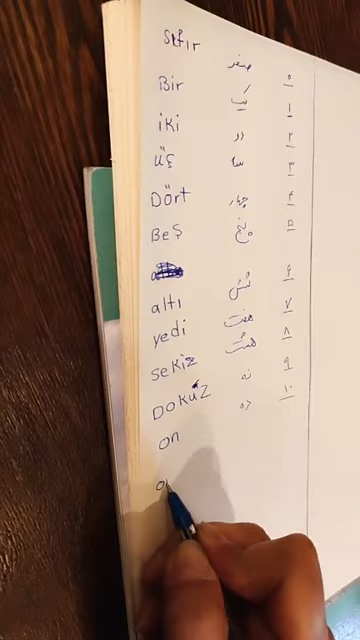 Sıfır صفر ۰
Bir یک ۱
iki دو ۲
üç سه ۳
Dört چهار ۴
Beş پنج ۵
altı شش ۶
yedi هفت ۷
sekiz هشت ۸
Dokuz نه ۹
on ده ۱۰
o